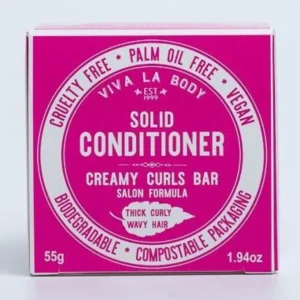 CRUELTY FREE • PALM OIL FREE • VEGAN
VIVA LA BODY
EST
1999
SOLID
CONDITIONER
CREAMY CURLS BAR
SALON FORMULA
THICK CURLY
WAVY HAIR
BIODEGRADABLE • COMPOSTABLE PACKAGING
55g
1.94oz